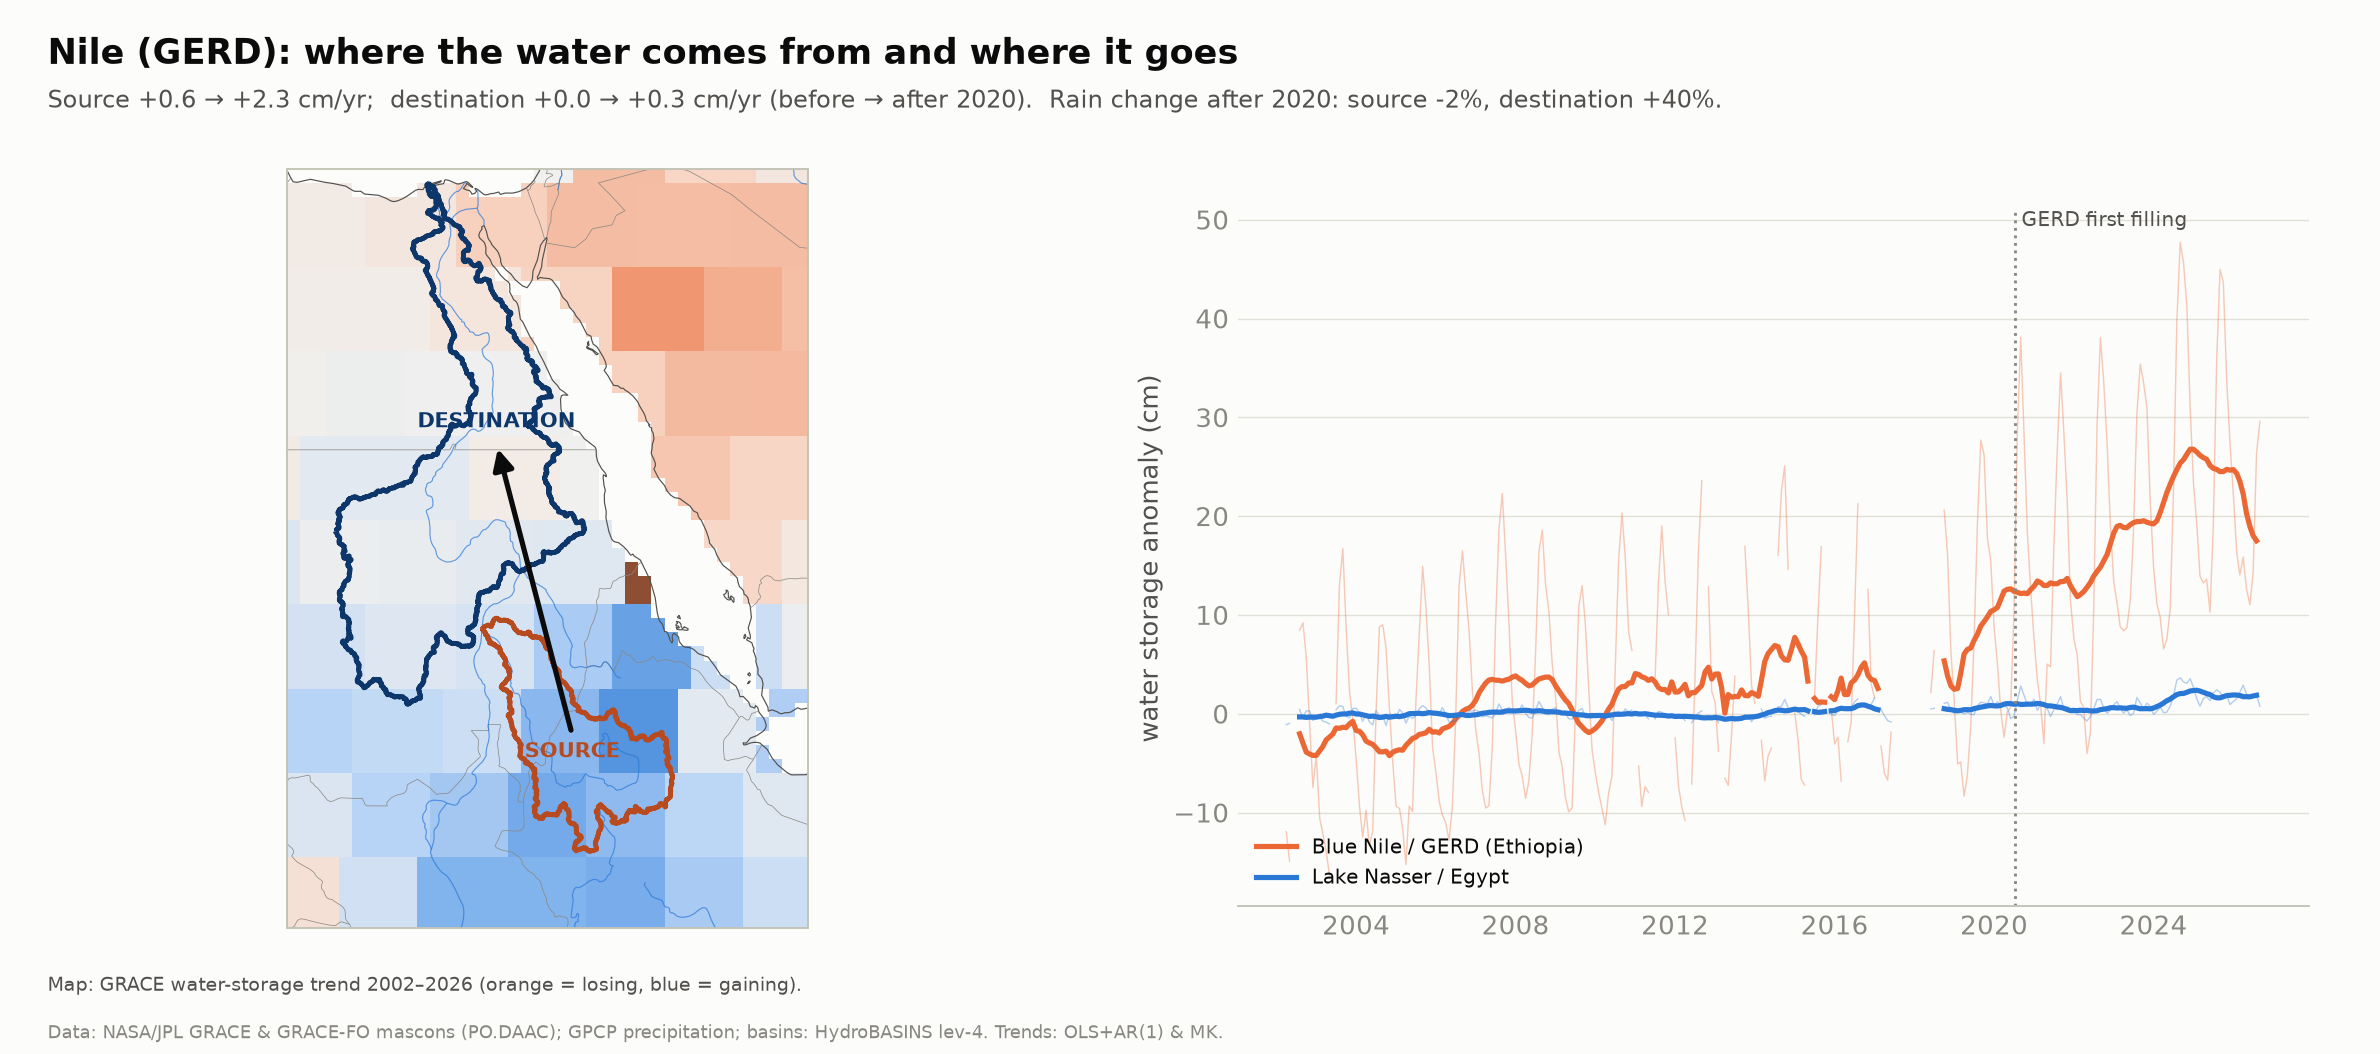 Nile (GERD): where the water comes from and where it goes
Source +0.6 → +2.3 cm/yr;  destination +0.0 → +0.3 cm/yr (before → after 2020).  Rain change after 2020: source -2%, destination +40%.
DESTINATION
SOURCE
water storage anomaly (cm)
50
40
30
20
10
0
−10
GERD first filling
Blue Nile / GERD (Ethiopia)
Lake Nasser / Egypt
2004 2008 2012 2016 2020 2024
Map: GRACE water-storage trend 2002–2026 (orange = losing, blue = gaining).
Data: NASA/JPL GRACE & GRACE-FO mascons (PO.DAAC); GPCP precipitation; basins: HydroBASINS lev-4. Trends: OLS+AR(1) & MK.